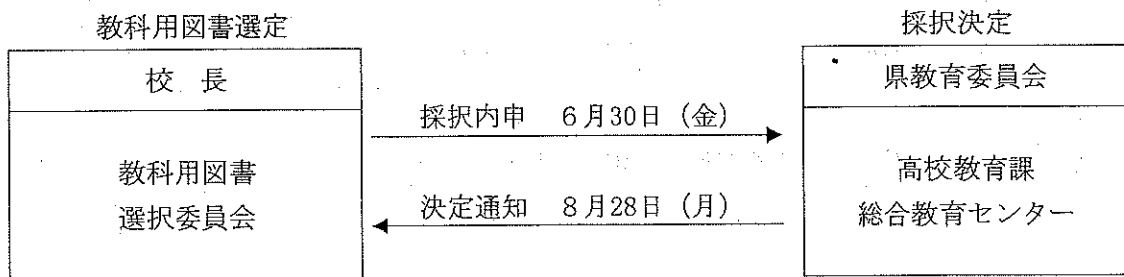 教科用図書選定
校 長
教科用図書
選択委員会
採択内申 6月30日 (金)
決定通知 8月28日 (月)
採択決定
県教育委員会
高校教育課
総合教育センター